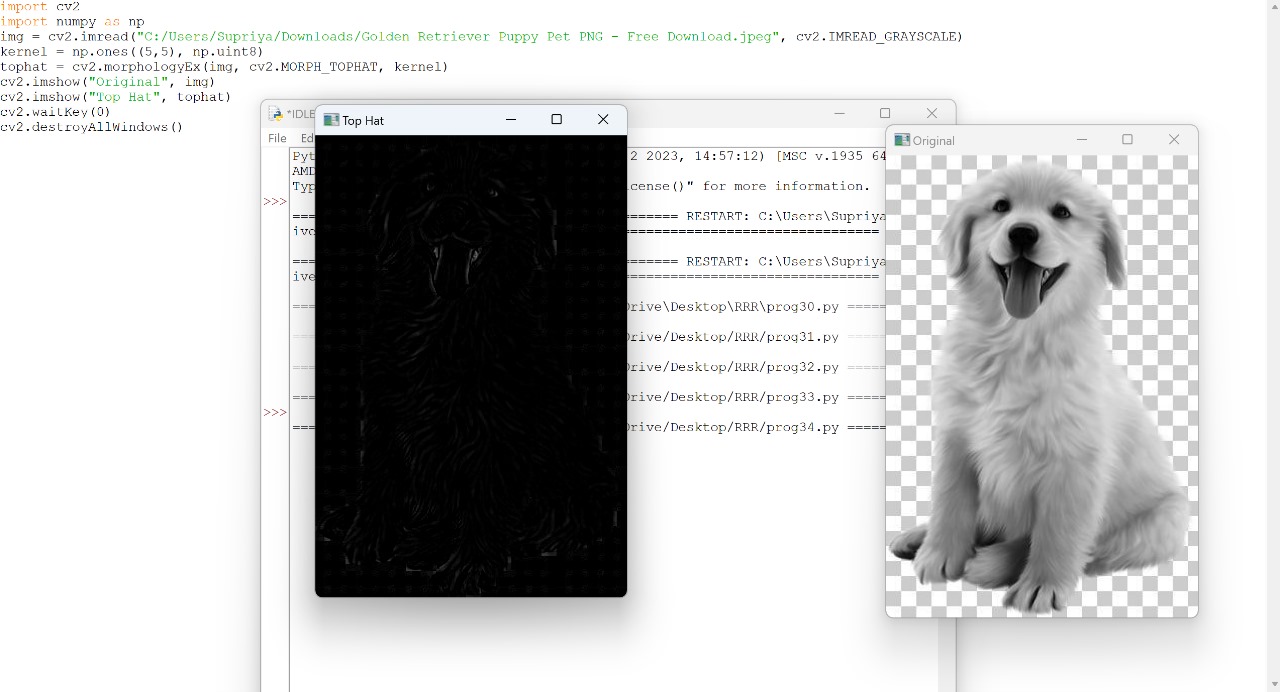 import cv2
import numpy as np
img = cv2.imread("C:/Users/Supriya/Downloads/Golden Retriever Puppy Pet PNG - Free Download.jpeg", cv2.IMREAD_GRAYSCALE)
kernel = np.ones((5,5), np.uint8)
tophat = cv2.morphologyEx(img, cv2.MORPH_TOPHAT, kernel)
cv2.imshow("Original", img)
cv2.imshow("Top Hat", tophat)
cv2.waitKey(0)
cv2.destroyAllWindows()
*IDLE
File Ed
Top Hat
Original
Pyt 2 2023, 14:57:12) [MSC v.1935 64
AMD
Typ cense()" for more information.
>>>
=== ======= RESTART: C:\Users\Supriya
ive ==============================
=== ======= RESTART: C:\Users\Supriya
ive ==============================
=== Drive\Desktop\RRR\prog30.py =====
=== Drive/Desktop/RRR/prog31.py =====
=== Drive/Desktop/RRR/prog32.py =====
=== Drive/Desktop/RRR/prog33.py =====
>>>
=== Drive/Desktop/RRR/prog34.py =====